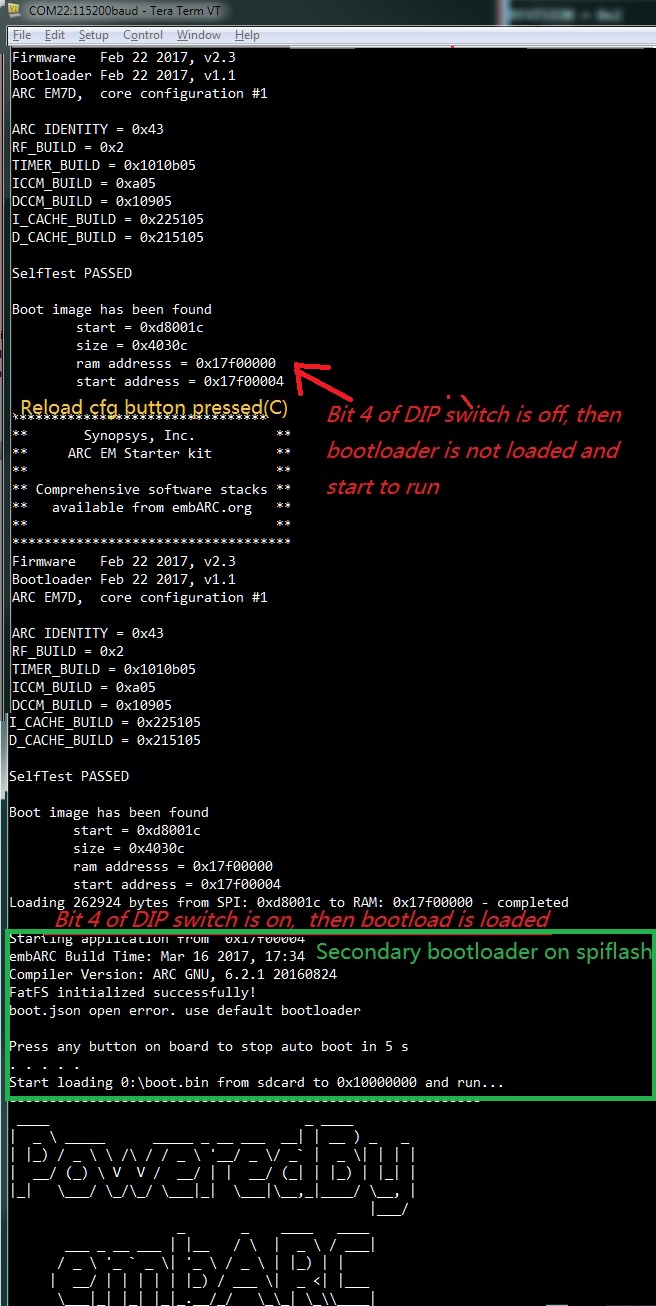 COM22:115200baud - Tera Term VT
File Edit Setup Control Window Help
Firmware   Feb 22 2017, v2.3
Bootloader Feb 22 2017, v1.1
ARC EM7D,  core configuration #1
ARC IDENTITY = 0x43
RF_BUILD = 0x2
TIMER_BUILD = 0x1010b05
ICCM_BUILD = 0xa05
DCCM_BUILD = 0x10905
I_CACHE_BUILD = 0x225105
D_CACHE_BUILD = 0x215105
SelfTest PASSED
Boot image has been found
start = 0xd8001c
size = 0x4030c
ram addresss = 0x17f00000
start address = 0x17f00004
Reload cfg button pressed(C)
Bit 4 of DIP switch is off, then
bootloader is not loaded and
start to run
***********************************
**       Synopsys, Inc.          **
**     ARC EM Starter kit        **
**                               **
** Comprehensive software stacks **
**   available from embARC.org   **
**                               **
***********************************
Firmware   Feb 22 2017, v2.3
Bootloader Feb 22 2017, v1.1
ARC EM7D,  core configuration #1
ARC IDENTITY = 0x43
RF_BUILD = 0x2
TIMER_BUILD = 0x1010b05
ICCM_BUILD = 0xa05
DCCM_BUILD = 0x10905
I_CACHE_BUILD = 0x225105
D_CACHE_BUILD = 0x215105
SelfTest PASSED
Boot image has been found
start = 0xd8001c
size = 0x4030c
ram addresss = 0x17f00000
start address = 0x17f00004
Loading 262924 bytes from SPI: 0xd8001c to RAM: 0x17f00000 - completed
Bit 4 of DIP switch is on, then bootload is loaded
Starting application from  0x17f00004
Secondary bootloader on spiflash
embARC Build Time: Mar 16 2017, 17:34
Compiler Version: ARC GNU, 6.2.1 20160824
FatFS initialized successfully!
boot.json open error. use default bootloader
Press any button on board to stop auto boot in 5 s
. . . . .
Start loading 0:\boot.bin from sdcard to 0x10000000 and run...
Powered By
embARC